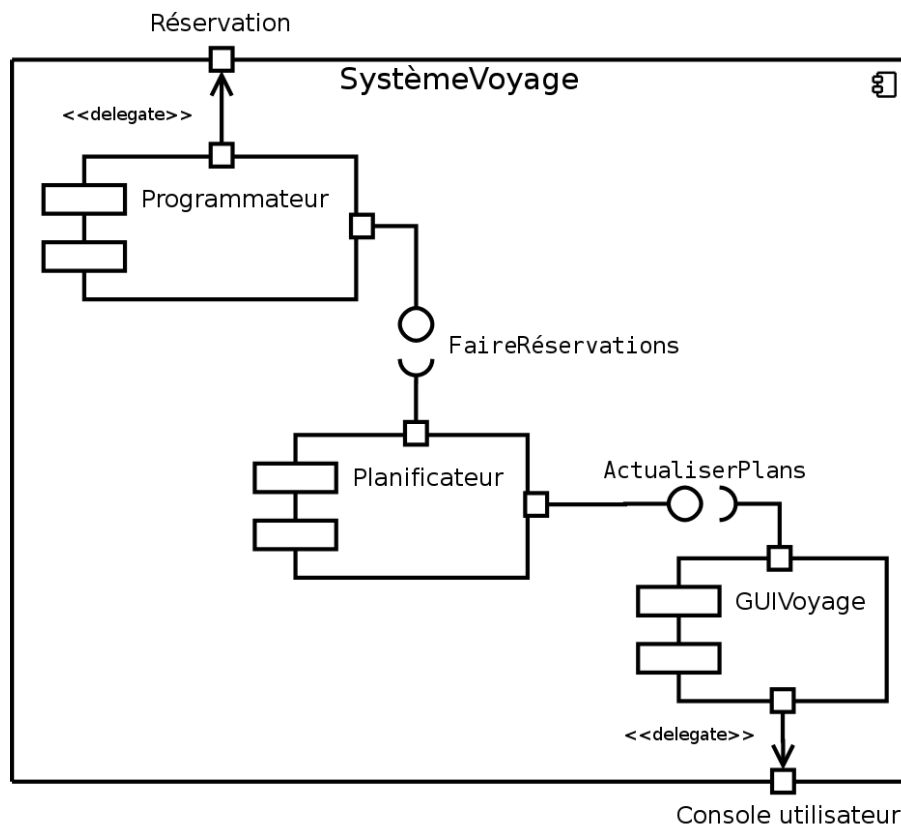 Réservation
SystèmeVoyage
<<delegate>>
Programmateur
FaireRéservations
ActualiserPlans
Planificateur
GUIVoyage
<<delegate>>
Console utilisateur